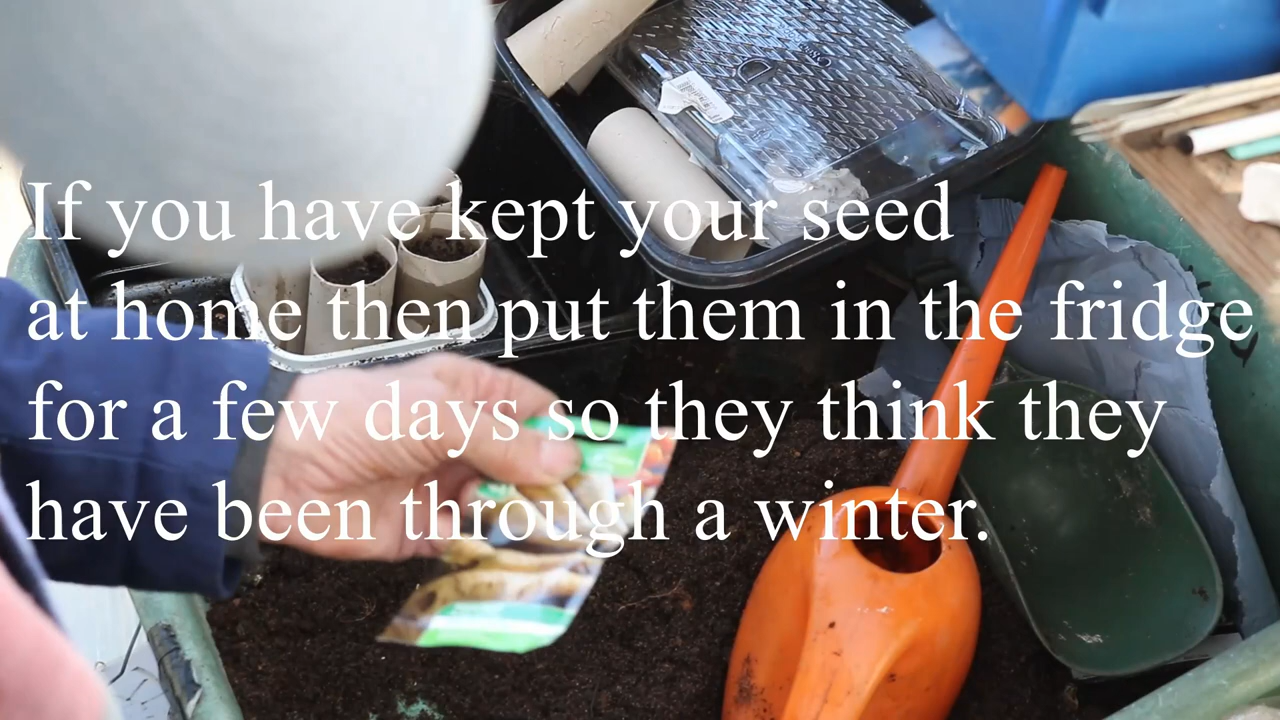 If you have kept your seed
at home then put them in the fridge
for a few days so they think they
have been through a winter.